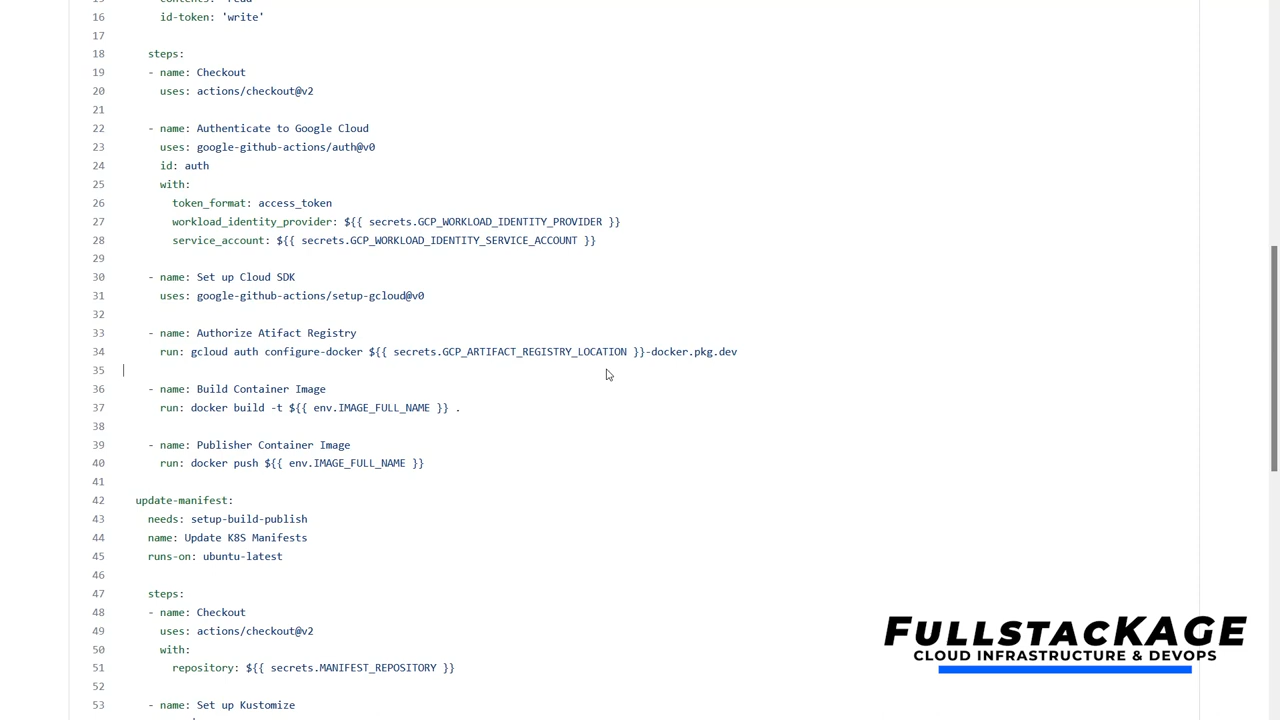 16 id-token: 'write'
17
18 steps:
19 - name: Checkout
20 uses: actions/checkout@v2
21
22 - name: Authenticate to Google Cloud
23 uses: google-github-actions/auth@v0
24 id: auth
25 with:
26 token_format: access_token
27 workload_identity_provider: ${{ secrets.GCP_WORKLOAD_IDENTITY_PROVIDER }}
28 service_account: ${{ secrets.GCP_WORKLOAD_IDENTITY_SERVICE_ACCOUNT }}
29
30 - name: Set up Cloud SDK
31 uses: google-github-actions/setup-gcloud@v0
32
33 - name: Authorize Atifact Registry
34 run: gcloud auth configure-docker ${{ secrets.GCP_ARTIFACT_REGISTRY_LOCATION }}-docker.pkg.dev
35
36 - name: Build Container Image
37 run: docker build -t ${{ env.IMAGE_FULL_NAME }} .
38
39 - name: Publisher Container Image
40 run: docker push ${{ env.IMAGE_FULL_NAME }}
41
42 update-manifest:
43 needs: setup-build-publish
44 name: Update K8S Manifests
45 runs-on: ubuntu-latest
46
47 steps:
48 - name: Checkout
49 uses: actions/checkout@v2
50 with:
51 repository: ${{ secrets.MANIFEST_REPOSITORY }}
52
53 - name: Set up Kustomize
FULLSTACKAGE
CLOUD INFRASTRUCTURE & DEVOPS